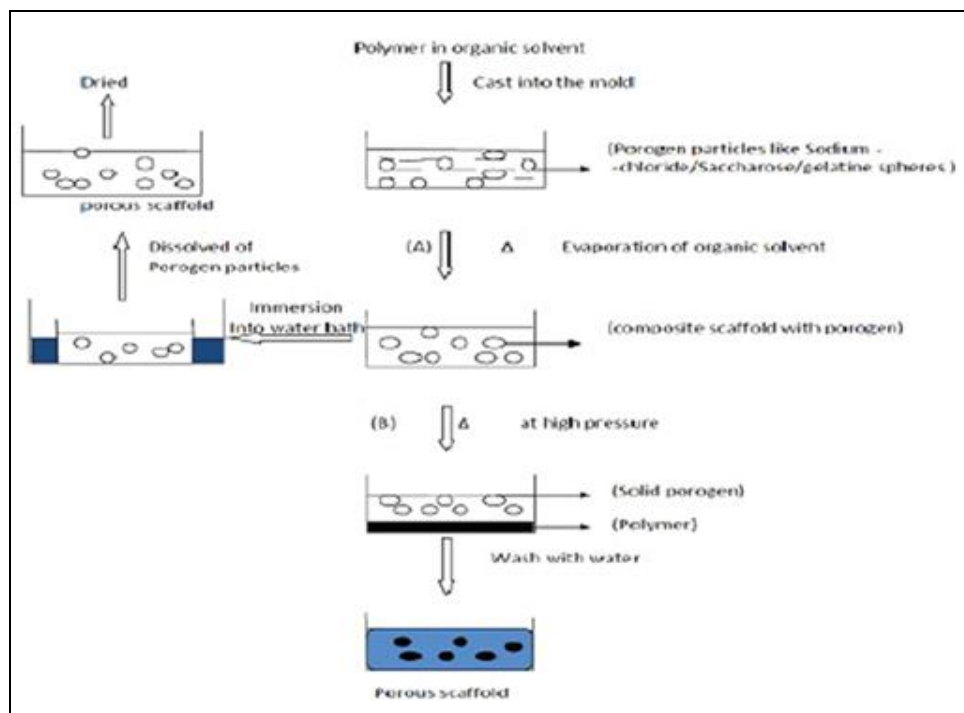 Polymer in organic solvent
Cast into the mold
(Porogen particles like Sodium -
-chloride/Saccharose/gelatine spheres )
(A) Δ Evaporation of organic solvent
(composite scaffold with porogen)
Immersion
Into water bath
Dissolved of
Porogen particles
porous scaffold
Dried
(B) Δ at high pressure
(Solid porogen)
(Polymer)
Wash with water
Porous scaffold